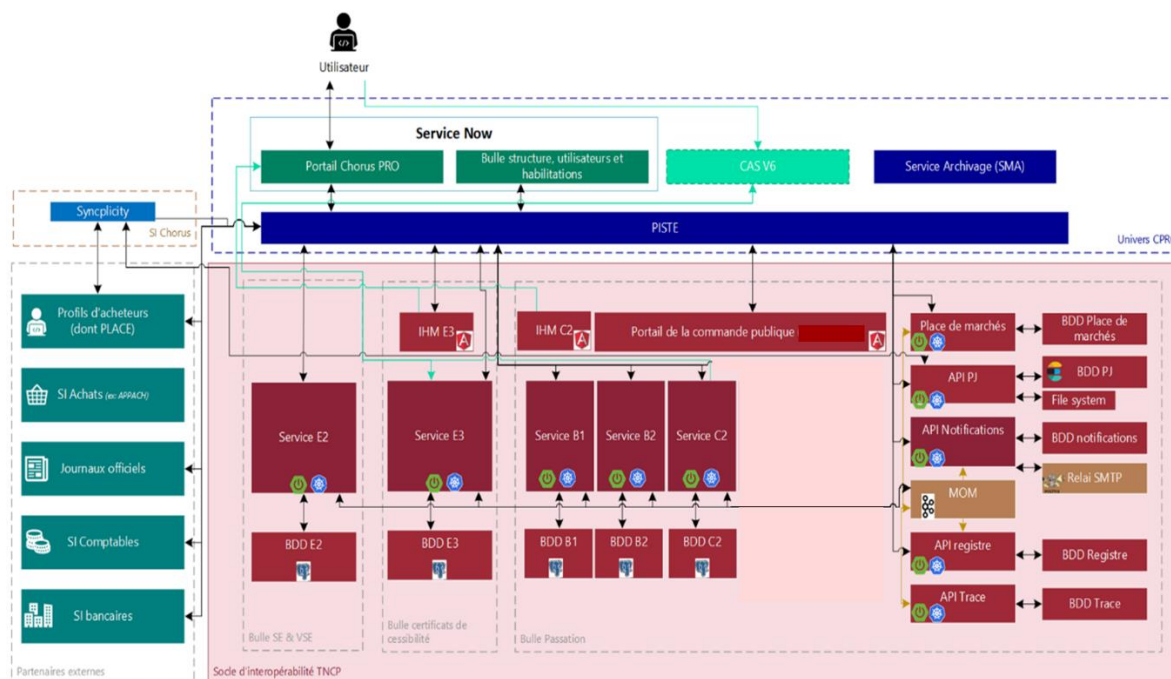 Utilisateur
Service Now
Portail Chorus PRO
Bulle structure, utilisateurs et
habilitations
CAS V6
Service Archivage (SMA)
Syncplicity
SI Chorus
PISTE
Univers CPR
Profils d'acheteurs
(dont PLACE)
SI Achats (ex: APPACH)
Journaux officiels
SI Comptables
SI bancaires
Partenaires externes
IHM E3
IHM C2
Portail de la commande publique
Place de marchés
BDD Place de
marchés
API PJ
BDD PJ
File system
Service E2
Service E3
Service B1
Service B2
Service C2
API Notifications
BDD notifications
Relai SMTP
MOM
BDD E2
BDD E3
BDD B1
BDD B2
BDD C2
API registre
BDD Registre
API Trace
BDD Trace
Bulle SE & VSE
Bulle certificats de
cessibilité
Bulle Passation
Socle d'interopérabilité TNCP